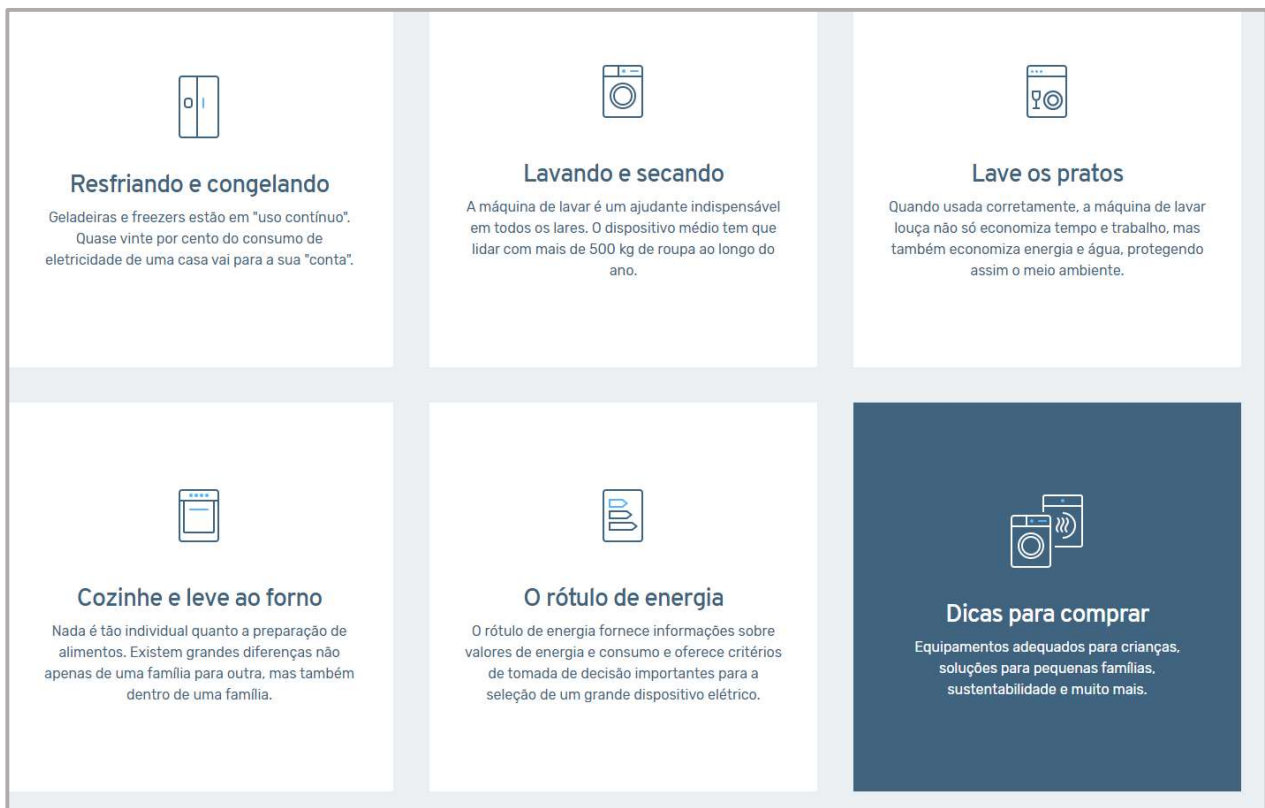 Resfriando e congelando
Geladeiras e freezers estão em "uso contínuo".
Quase vinte por cento do consumo de
eletricidade de uma casa vai para a sua "conta".
Lavando e secando
A máquina de lavar é um ajudante indispensável
em todos os lares. O dispositivo médio tem que
lidar com mais de 500 kg de roupa ao longo do
ano.
Lave os pratos
Quando usada corretamente, a máquina de lavar
louça não só economiza tempo e trabalho, mas
também economiza energia e água, protegendo
assim o meio ambiente.
Cozinhe e leve ao forno
Nada é tão individual quanto a preparação de
alimentos. Existem grandes diferenças não
apenas de uma família para outra, mas também
dentro de uma família.
O rótulo de energia
O rótulo de energia fornece informações sobre
valores de energia e consumo e oferece critérios
de tomada de decisão importantes para a
seleção de um grande dispositivo elétrico.
Dicas para comprar
Equipamentos adequados para crianças,
soluções para pequenas famílias,
sustentabilidade e muito mais.